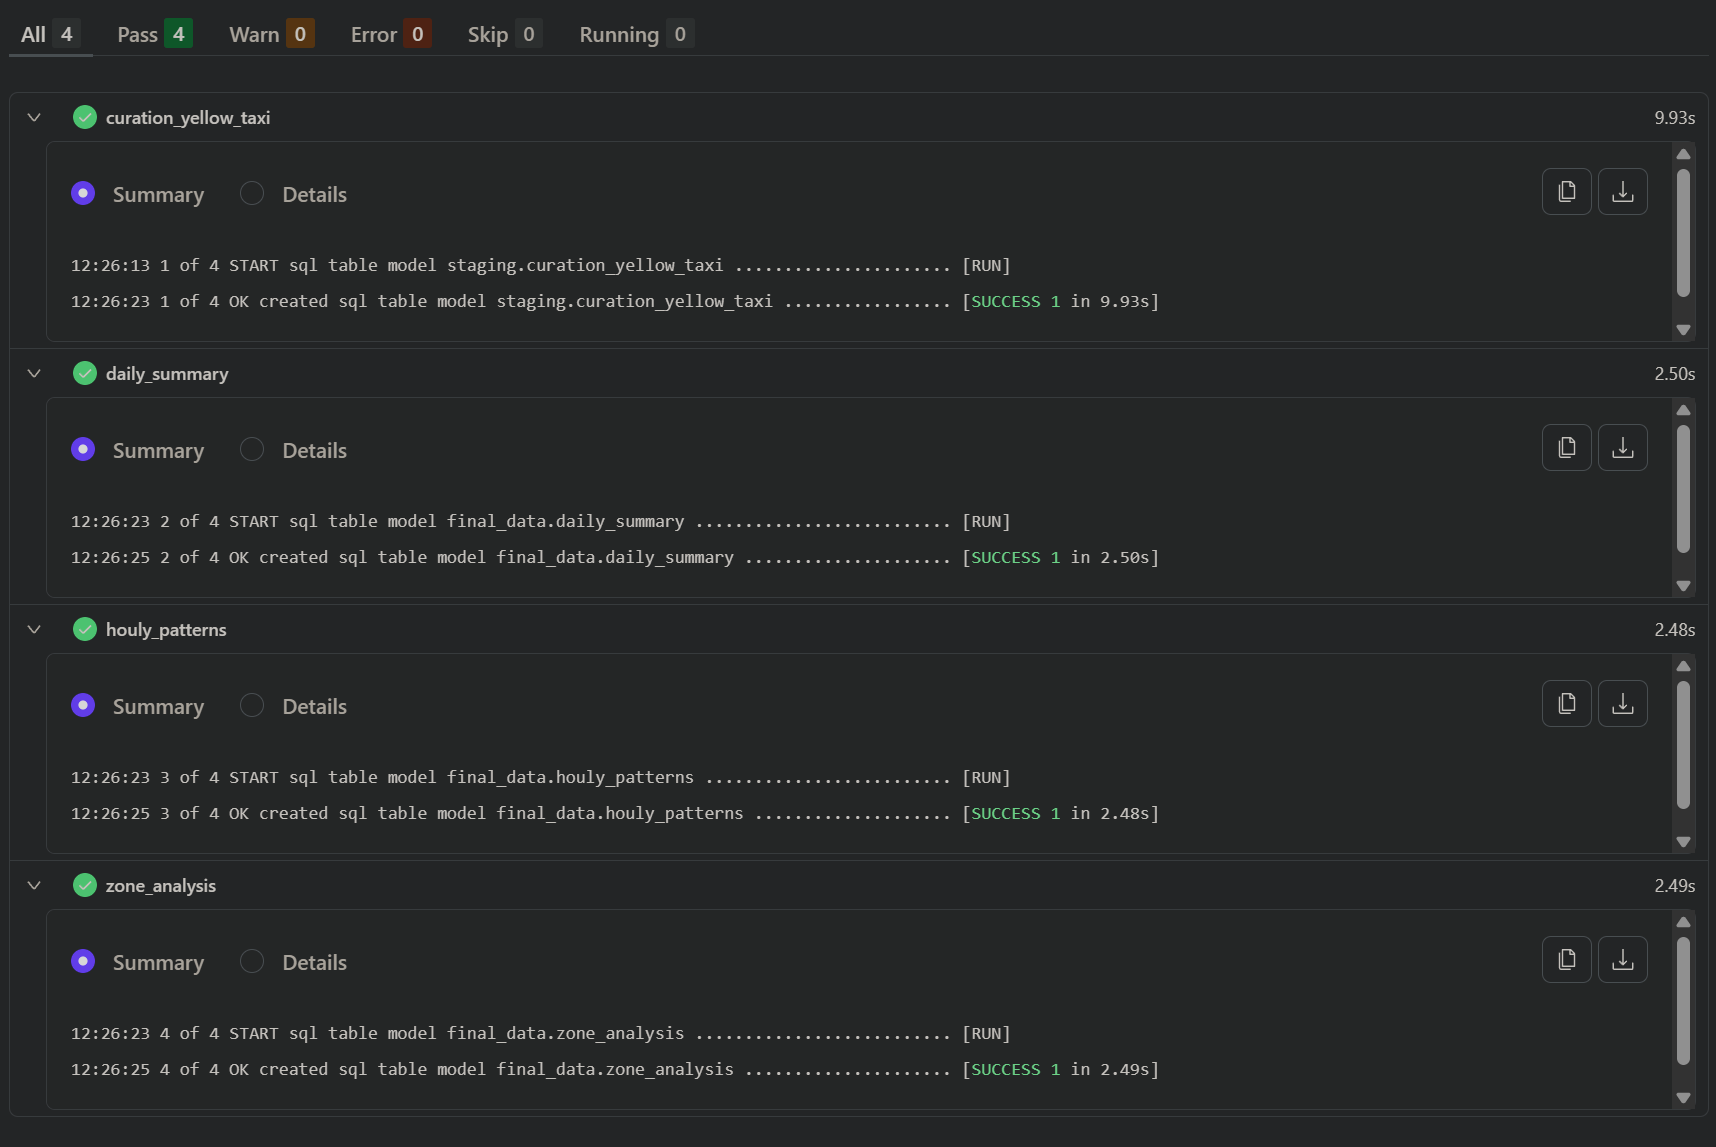 All 4 Pass 4 Warn 0 Error 0 Skip 0 Running 0
curation_yellow_taxi 9.93s
Summary Details
12:26:13 1 of 4 START sql table model staging.curation_yellow_taxi ...................... [RUN]
12:26:23 1 of 4 OK created sql table model staging.curation_yellow_taxi ................. [SUCCESS 1 in 9.93s]
daily_summary 2.50s
Summary Details
12:26:23 2 of 4 START sql table model final_data.daily_summary .......................... [RUN]
12:26:25 2 of 4 OK created sql table model final_data.daily_summary ..................... [SUCCESS 1 in 2.50s]
houly_patterns 2.48s
Summary Details
12:26:23 3 of 4 START sql table model final_data.houly_patterns ......................... [RUN]
12:26:25 3 of 4 OK created sql table model final_data.houly_patterns .................... [SUCCESS 1 in 2.48s]
zone_analysis 2.49s
Summary Details
12:26:23 4 of 4 START sql table model final_data.zone_analysis .......................... [RUN]
12:26:25 4 of 4 OK created sql table model final_data.zone_analysis ..................... [SUCCESS 1 in 2.49s]